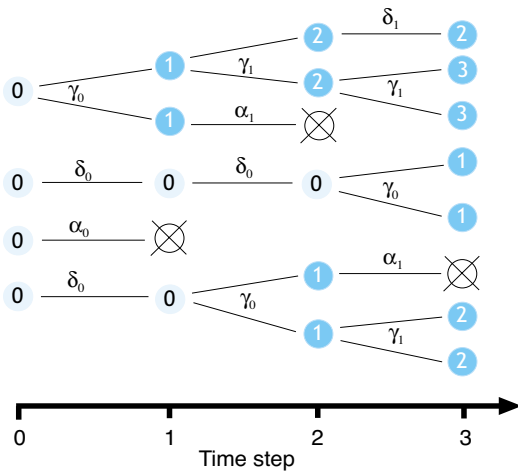 2 δ₁ 2
0 γ₀ 1 γ₁ 2 γ₁ 3
1 α₁ 3
0 δ₀ 0 δ₀ 0 γ₀ 1
1
0 α₀
0 δ₀ 0 γ₀ 1 α₁
1 γ₁ 2
2
0 1 2 3
Time step